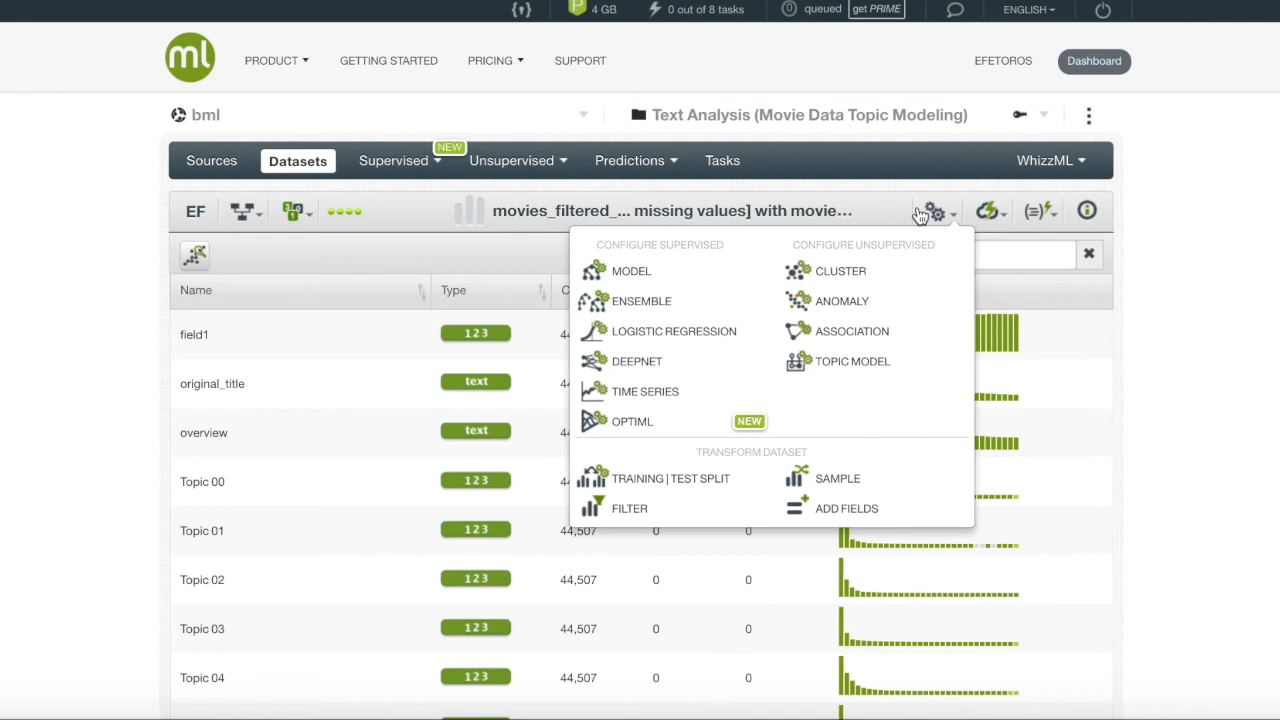 4 GB 0 out of 8 tasks 0 queued get PRIME ENGLISH
ml PRODUCT GETTING STARTED PRICING SUPPORT EFETOROS Dashboard
bml Text Analysis (Movie Data Topic Modeling)
NEW
Sources Datasets Supervised Unsupervised Predictions Tasks WhizzML
EF movies_filtered_... missing values] with movie...
CONFIGURE SUPERVISED CONFIGURE UNSUPERVISED
MODEL CLUSTER
ENSEMBLE ANOMALY
LOGISTIC REGRESSION ASSOCIATION
DEEPNET TOPIC MODEL
TIME SERIES
OPTIML NEW
TRANSFORM DATASET
TRAINING | TEST SPLIT SAMPLE
FILTER ADD FIELDS
Name Type
field1 123
original_title text
overview text
Topic 00 123
Topic 01 123 44,507 0 0
Topic 02 123 44,507 0 0
Topic 03 123 44,507 0 0
Topic 04 123 44,507 0 0